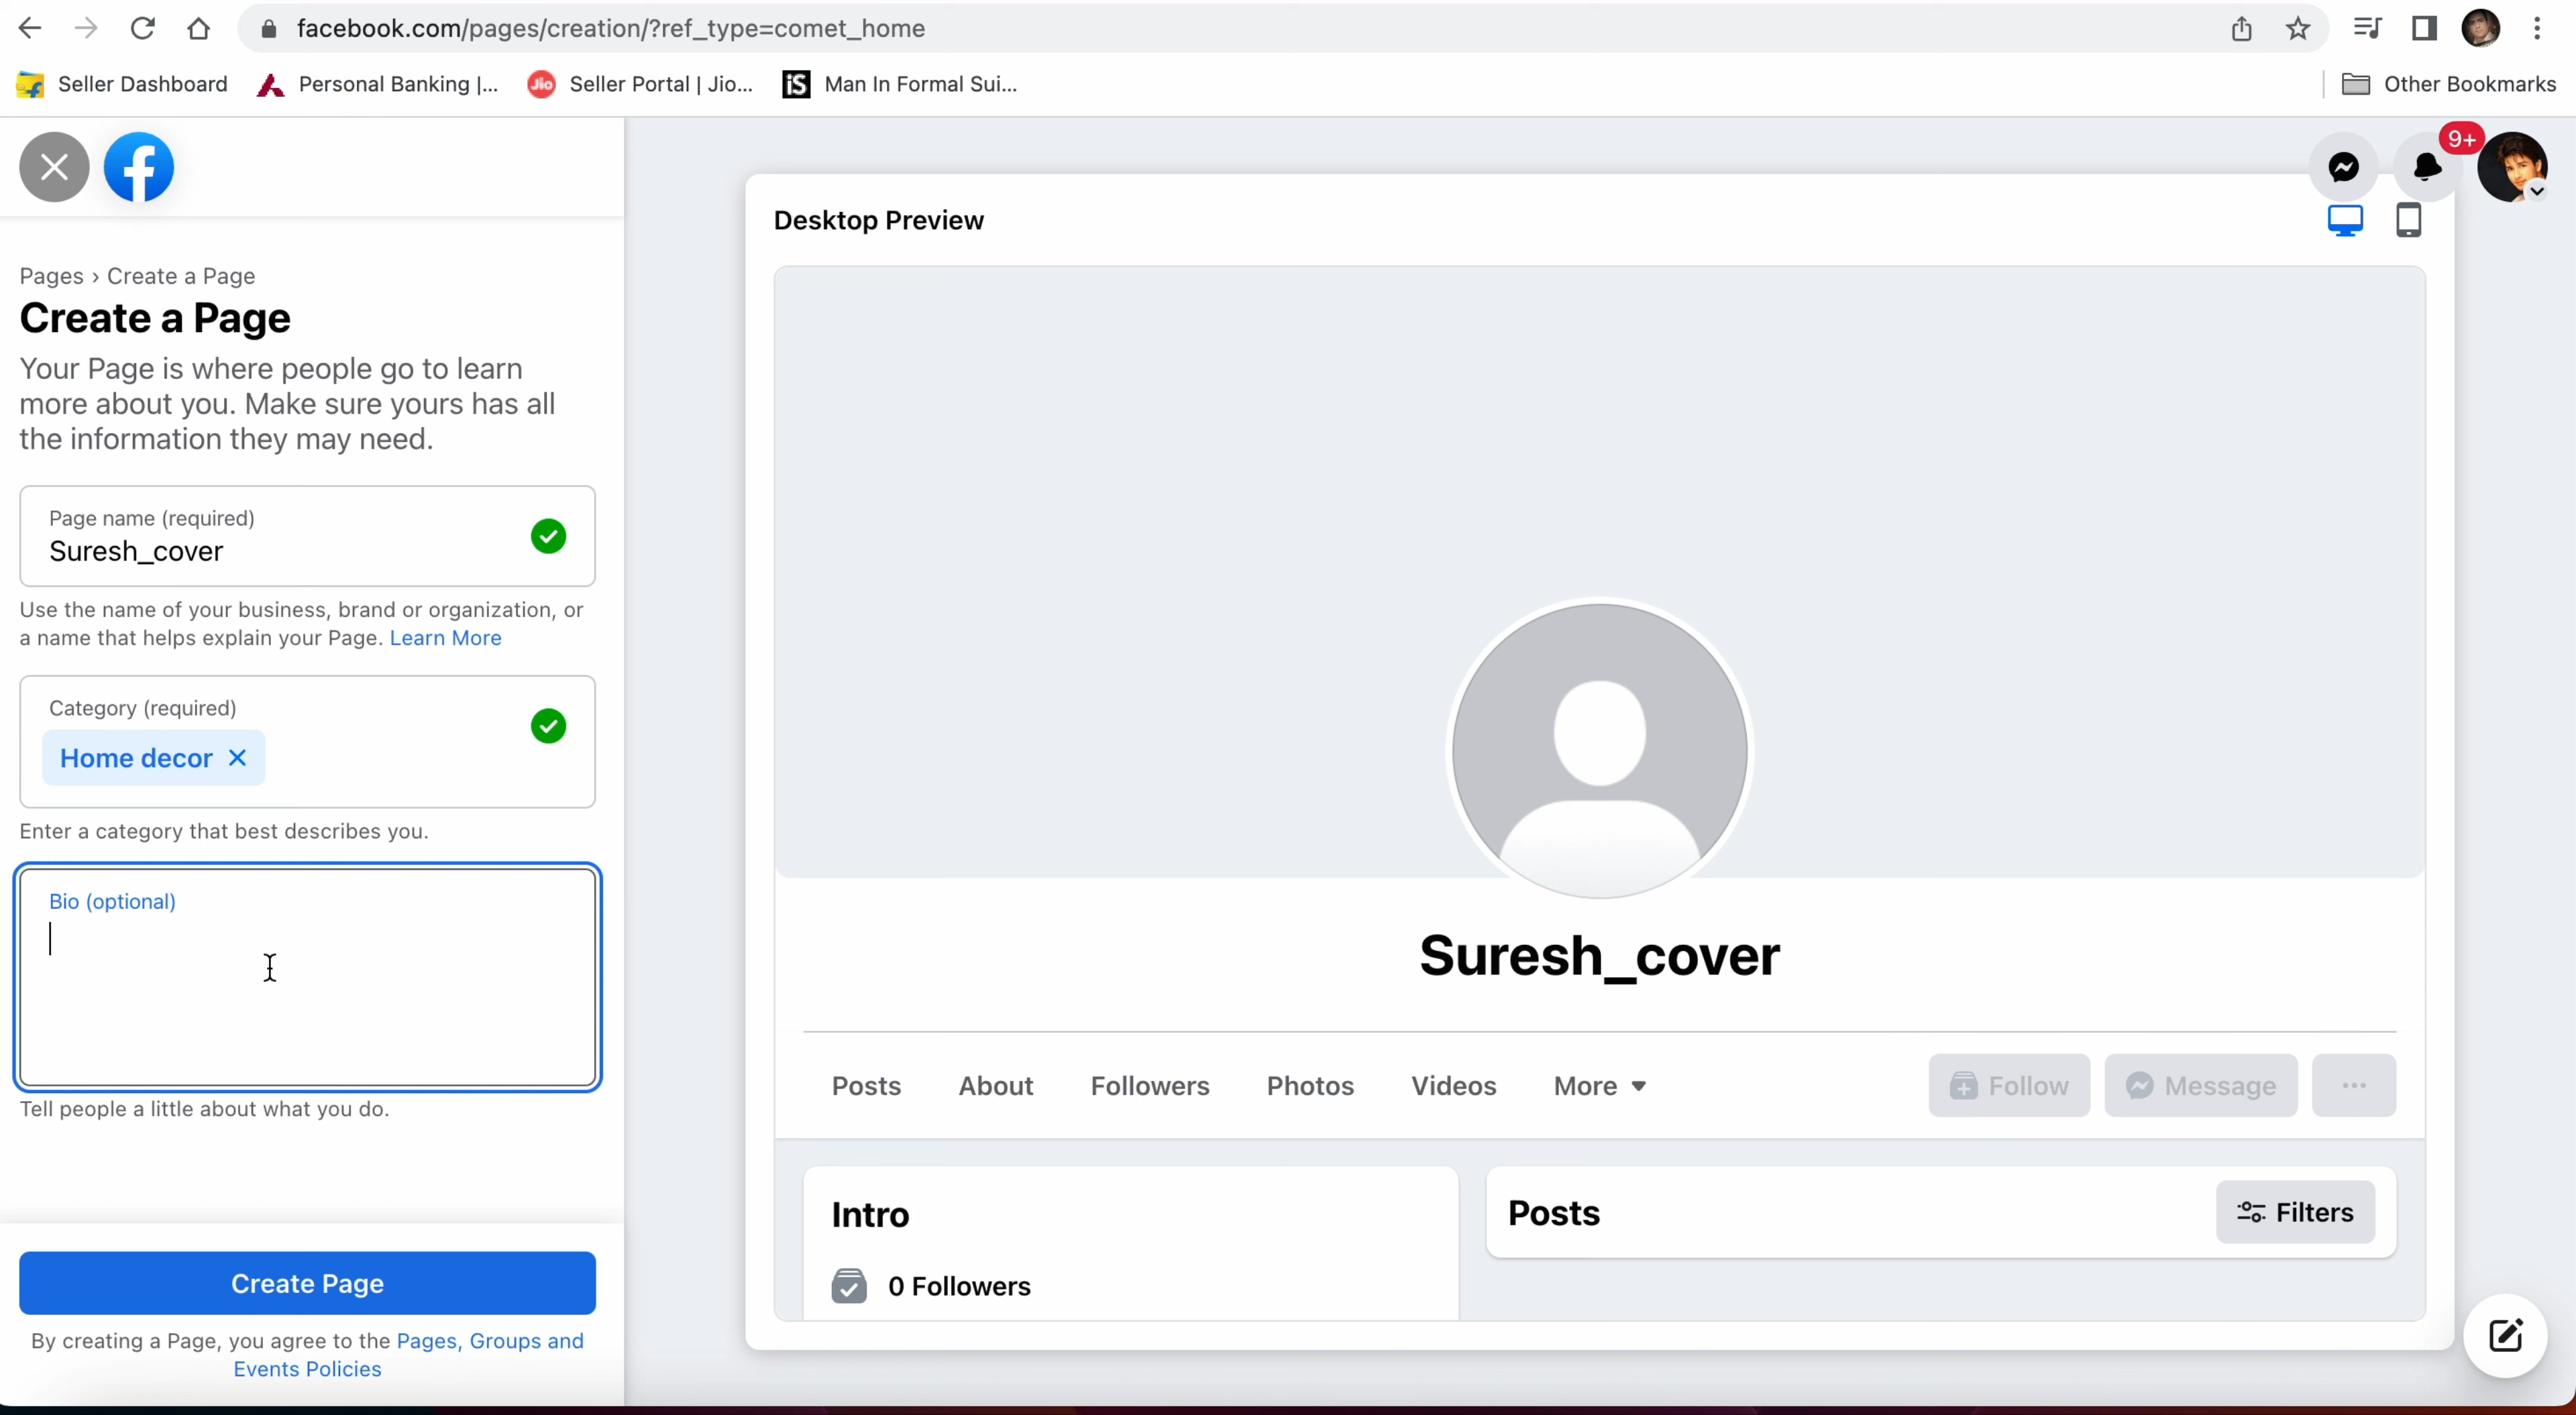 facebook.com/pages/creation/?ref_type=comet_home
Seller Dashboard
Personal Banking |...
Jio
Seller Portal | Jio...
iS
Man In Formal Sui...
Other Bookmarks
9+
Pages › Create a Page
Create a Page
Your Page is where people go to learn
more about you. Make sure yours has all
the information they may need.
Page name (required)
Suresh_cover
Use the name of your business, brand or organization, or
a name that helps explain your Page. Learn More
Category (required)
Home decor
Enter a category that best describes you.
Bio (optional)
Tell people a little about what you do.
Create Page
By creating a Page, you agree to the Pages, Groups and
Events Policies
Desktop Preview
Suresh_cover
Posts About Followers Photos Videos More
Follow
Message
Intro
0 Followers
Posts
Filters